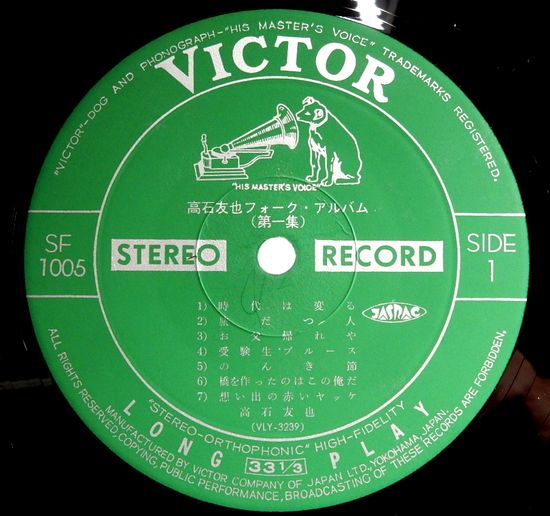 "VICTOR"-DOG AND PHONOGRAPH-"HIS MASTER'S VOICE" TRADEMARKS REGISTERED.
VICTOR
"HIS MASTER'S VOICE"
高石友也フォーク・アルバム
(第一集)
SF
1005
STEREO
RECORD
SIDE
1
1) 時代は変る
2) 旅だつ人
3) お父帰れや
4) 受験生ブルース
5) のんき節
6) 橋を作ったのはこの俺だ
7) 想い出の赤いヤッケ
高石友也
(VLY-3239)
JASRAC
"STEREO-ORTHOPHONIC" HIGH-FIDELITY
LONG 33 1/3 PLAY
MANUFACTURED BY VICTOR COMPANY OF JAPAN LTD., YOKOHAMA, JAPAN.
ALL RIGHTS RESERVED, COPYING, PUBLIC PERFORMANCE, BROADCASTING OF THESE RECORDS ARE FORBIDDEN.